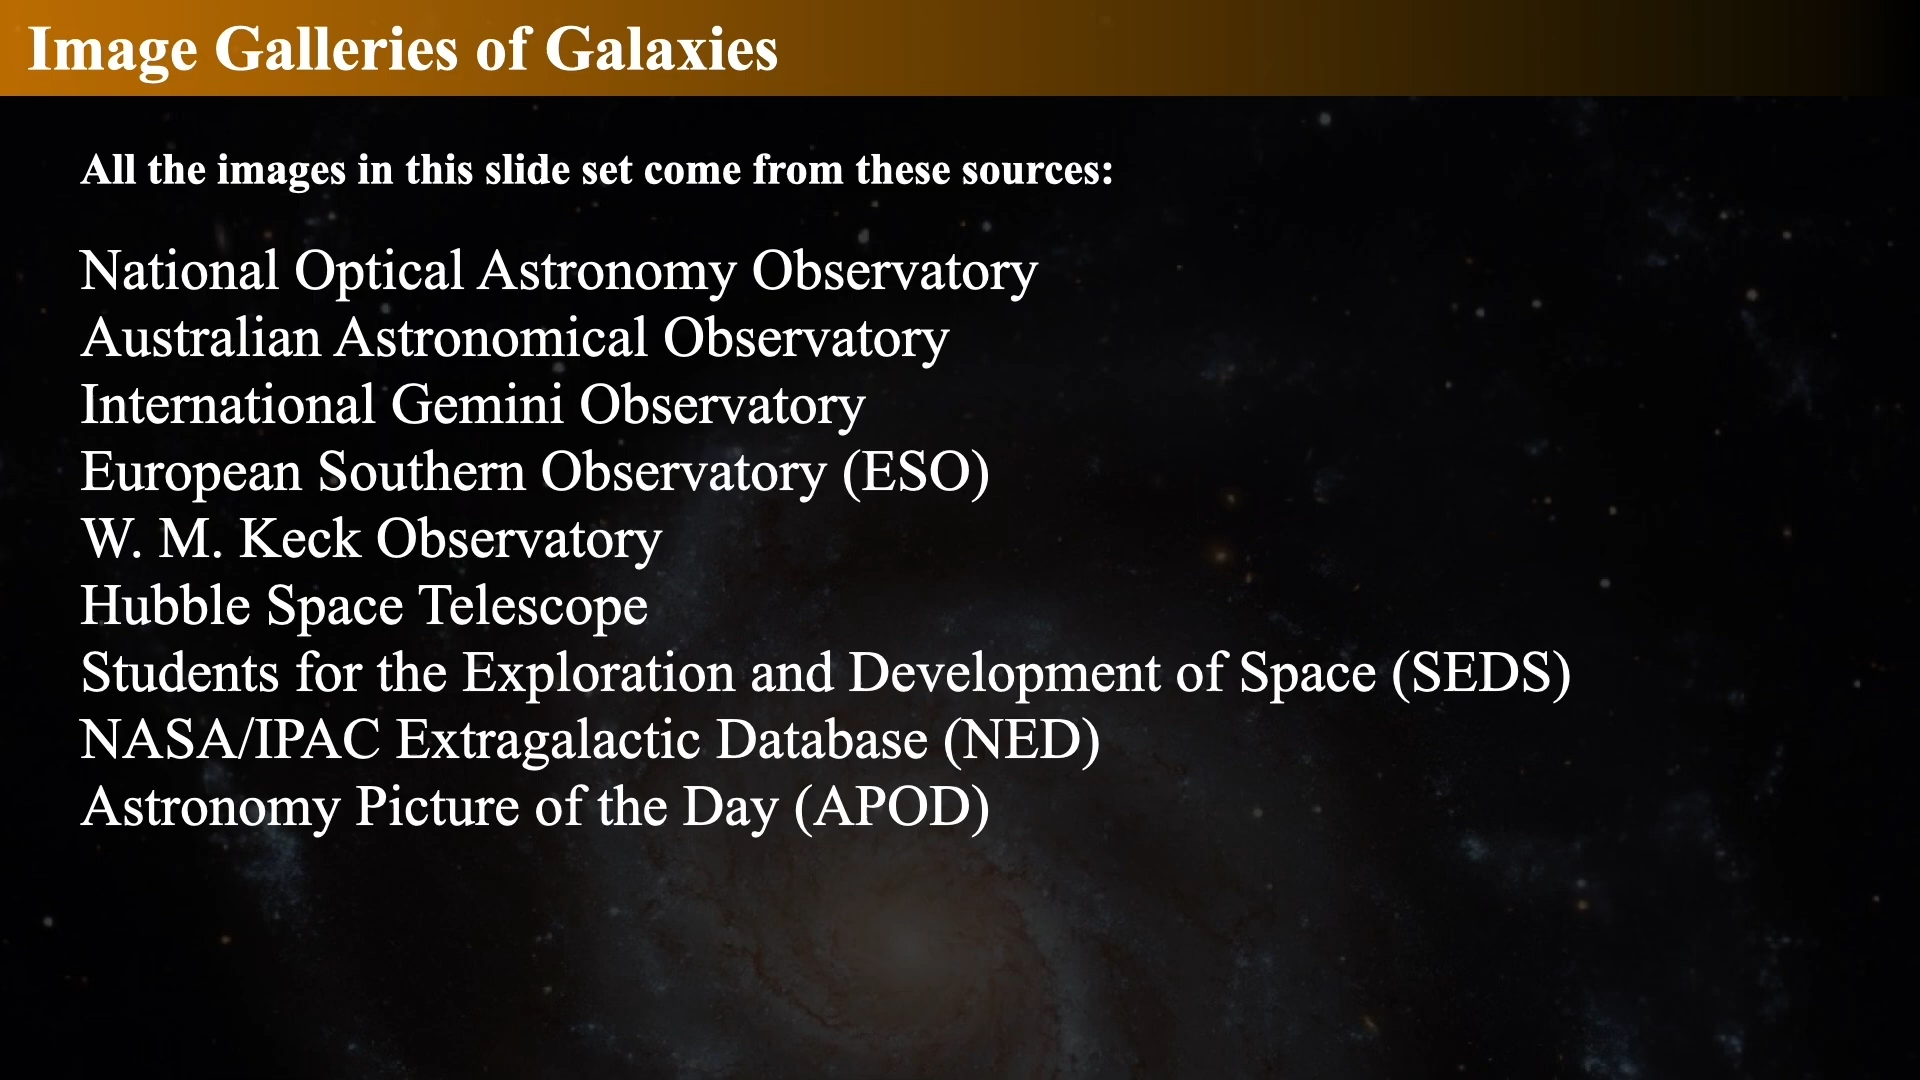 Image Galleries of Galaxies
All the images in this slide set come from these sources:
National Optical Astronomy Observatory
Australian Astronomical Observatory
International Gemini Observatory
European Southern Observatory (ESO)
W. M. Keck Observatory
Hubble Space Telescope
Students for the Exploration and Development of Space (SEDS)
NASA/IPAC Extragalactic Database (NED)
Astronomy Picture of the Day (APOD)